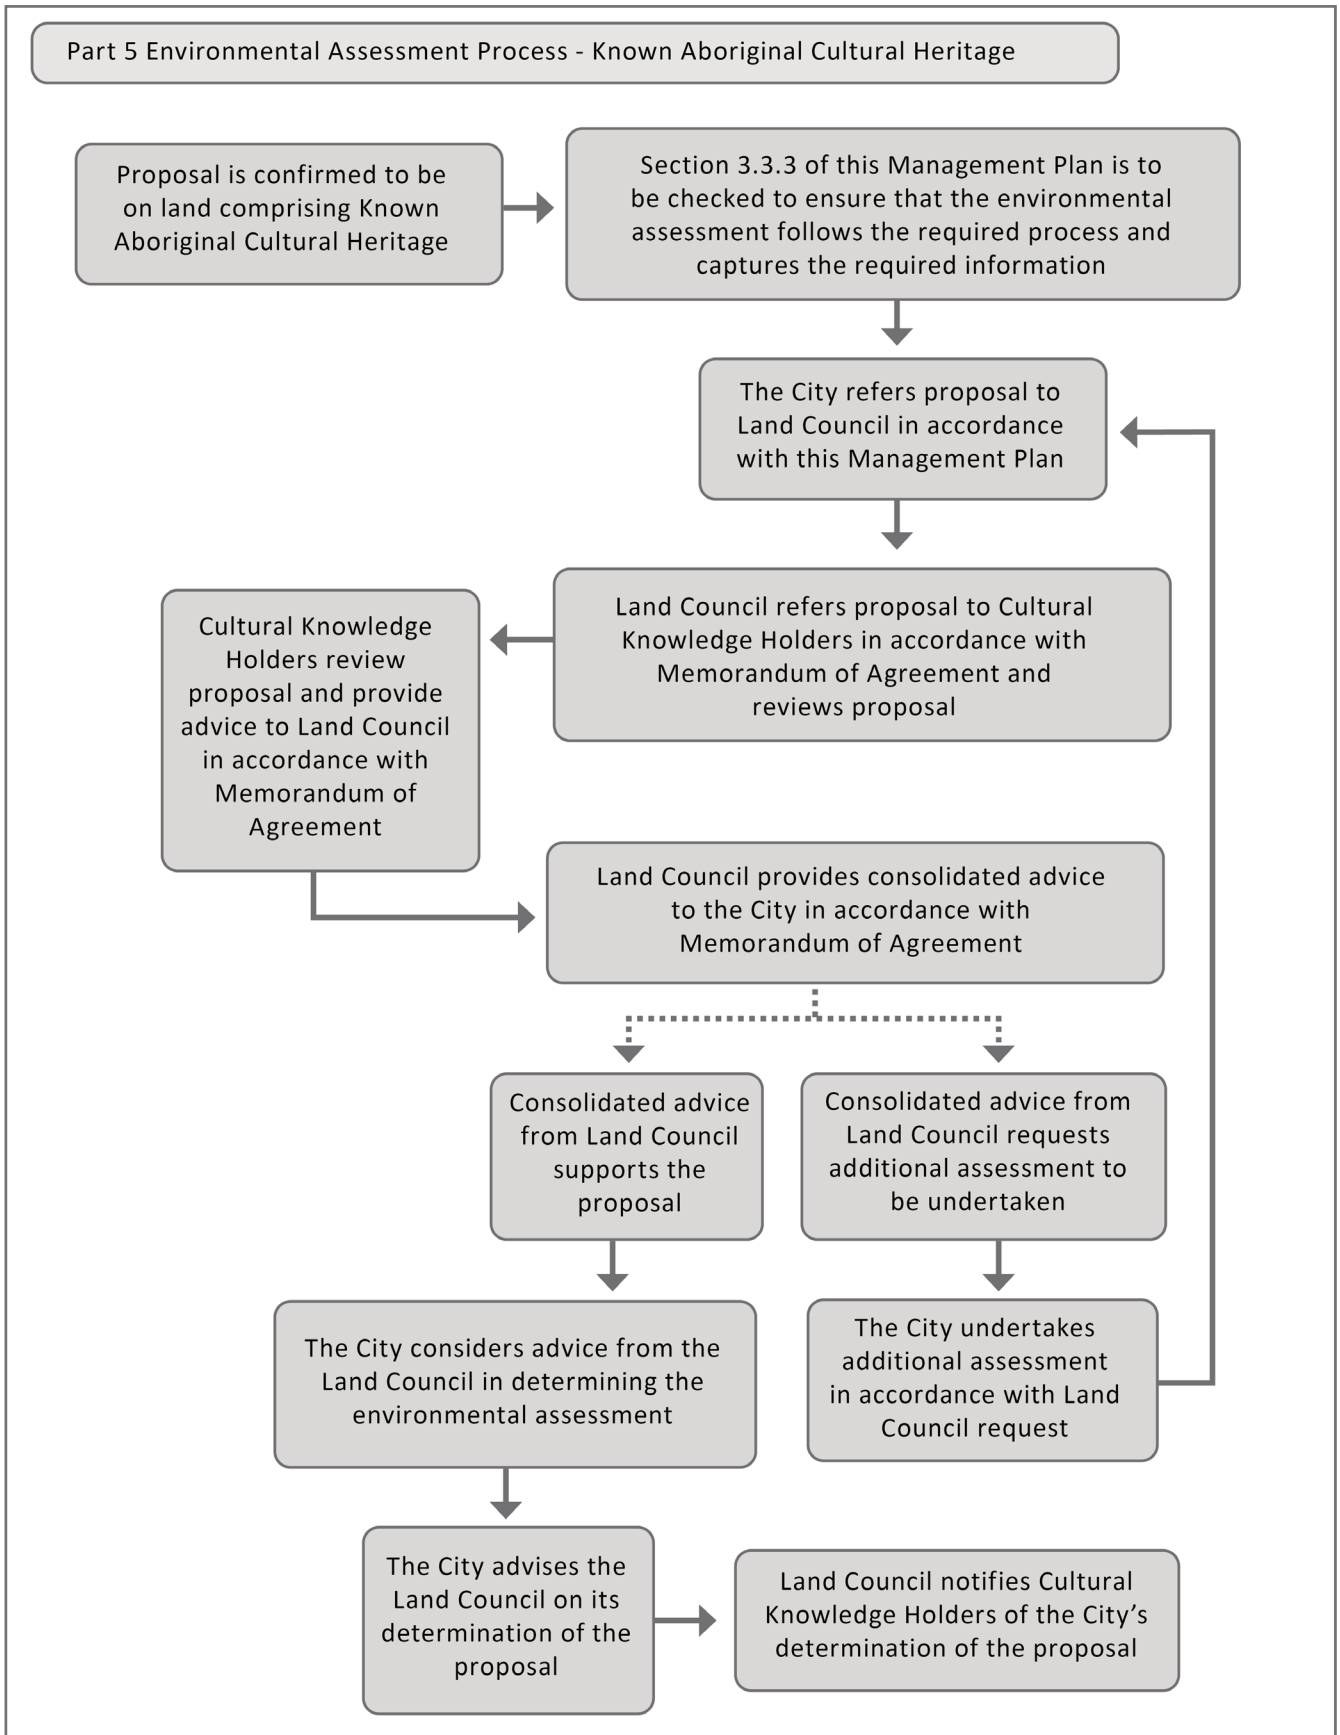 Part 5 Environmental Assessment Process - Known Aboriginal Cultural Heritage
Proposal is confirmed to be
on land comprising Known
Aboriginal Cultural Heritage
Section 3.3.3 of this Management Plan is to
be checked to ensure that the environmental
assessment follows the required process and
captures the required information
The City refers proposal to
Land Council in accordance
with this Management Plan
Land Council refers proposal to Cultural
Knowledge Holders in accordance with
Memorandum of Agreement and
reviews proposal
Cultural Knowledge
Holders review
proposal and provide
advice to Land Council
in accordance with
Memorandum of
Agreement
Land Council provides consolidated advice
to the City in accordance with
Memorandum of Agreement
Consolidated advice
from Land Council
supports the
proposal
Consolidated advice from
Land Council requests
additional assessment to
be undertaken
The City considers advice from the
Land Council in determining the
environmental assessment
The City undertakes
additional assessment
in accordance with Land
Council request
The City advises the
Land Council on its
determination of the
proposal
Land Council notifies Cultural
Knowledge Holders of the City’s
determination of the proposal